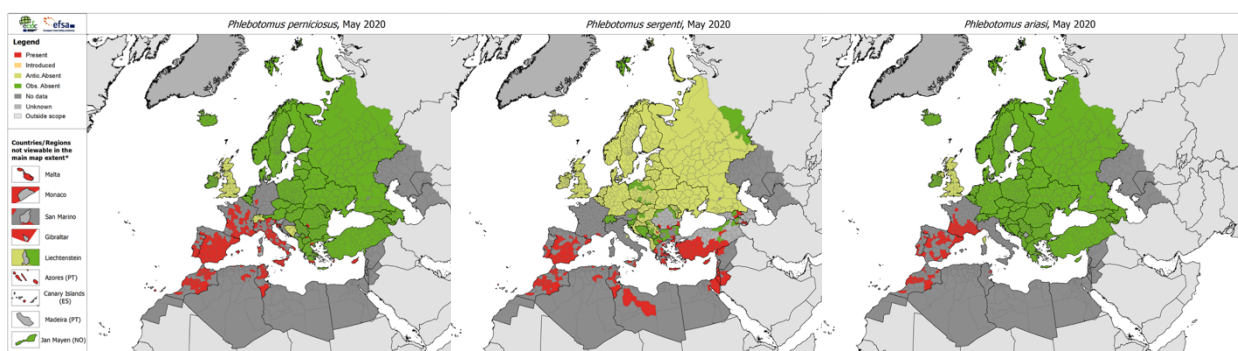 Phlebotomus perniciosus, May 2020
Phlebotomus sergenti, May 2020
Phlebotomus ariasi, May 2020
ecdc
efsa
Legend
Present
Introduced
Antic. Absent
Obs. Absent
No data
Unknown
Outside scope
Countries/Regions
not viewable in the
main map extent*
Malta
Monaco
San Marino
Gibraltar
Liechtenstein
Azores (PT)
Canary Islands
(ES)
Madeira (PT)
Jan Mayen (NO)